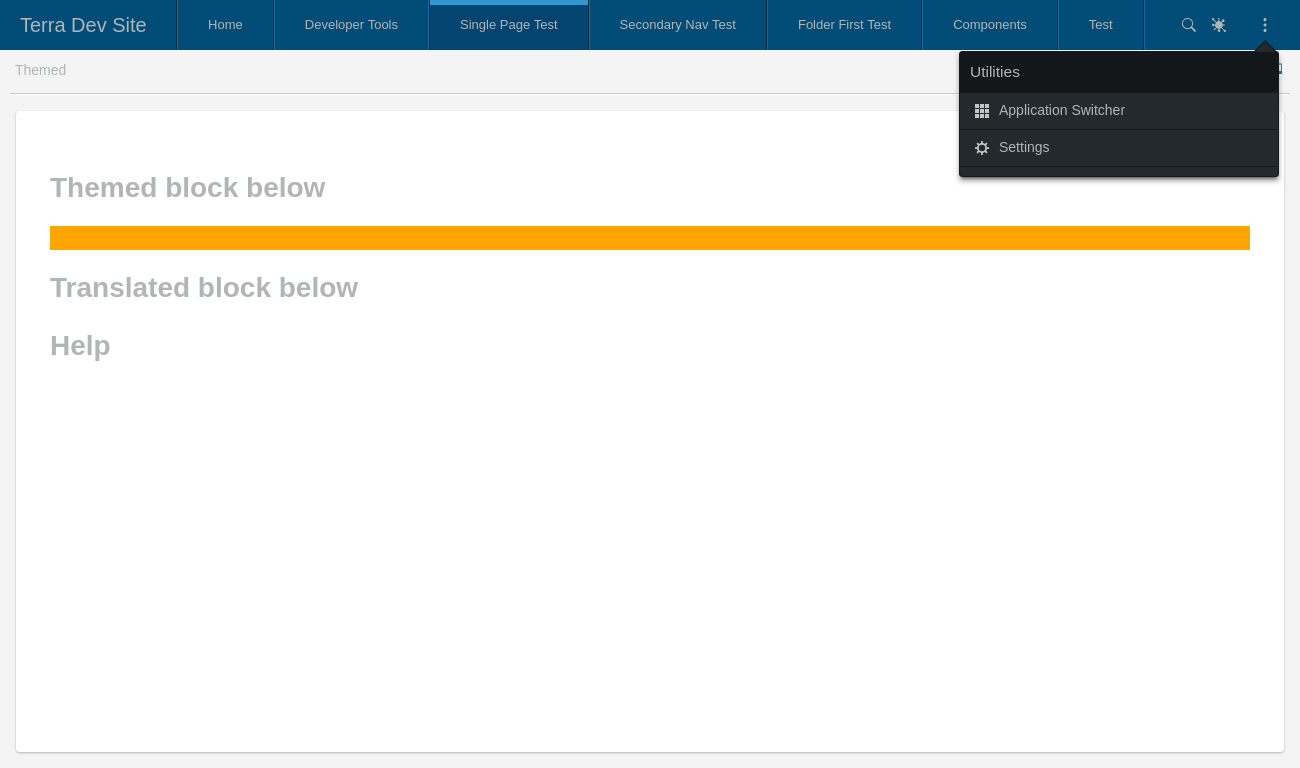 Terra Dev Site
Home
Developer Tools
Single Page Test
Secondary Nav Test
Folder First Test
Components
Test
Themed
Utilities
Application Switcher
Settings
Themed block below
Translated block below
Help